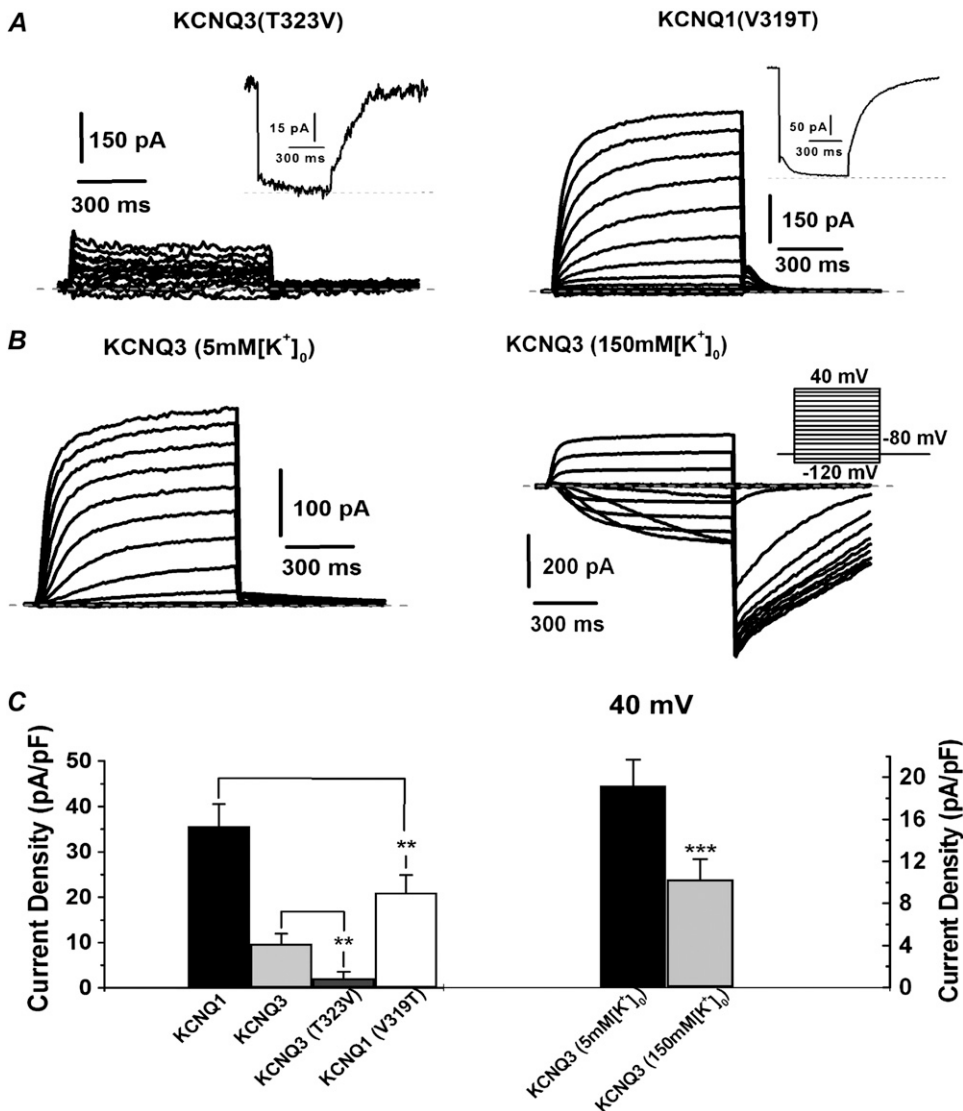 A
KCNQ3(T323V)
KCNQ1(V319T)
150 pA
300 ms
15 pA
300 ms
50 pA
300 ms
150 pA
300 ms
B
KCNQ3 (5mM[K⁺]₀)
KCNQ3 (150mM[K⁺]₀)
100 pA
300 ms
200 pA
300 ms
40 mV
-80 mV
-120 mV
C
40 mV
Current Density (pA/pF)
50
40
30
20
10
0
**
**
KCNQ1
KCNQ3
KCNQ3 (T323V)
KCNQ1 (V319T)
***
KCNQ3 (5mM[K⁺]₀)
KCNQ3 (150mM[K⁺]₀)
20
16
12
8
4
0
Current Density (pA/pF)